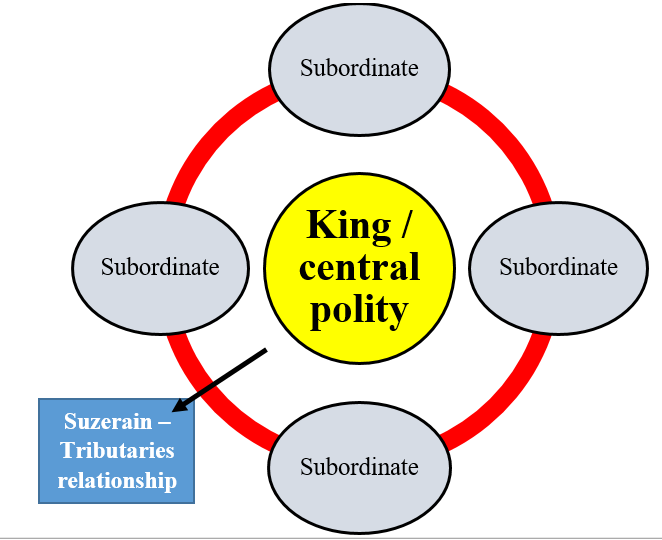 Subordinate
King /
central
polity
Subordinate
Subordinate
Suzerain –
Tributaries
relationship
Subordinate